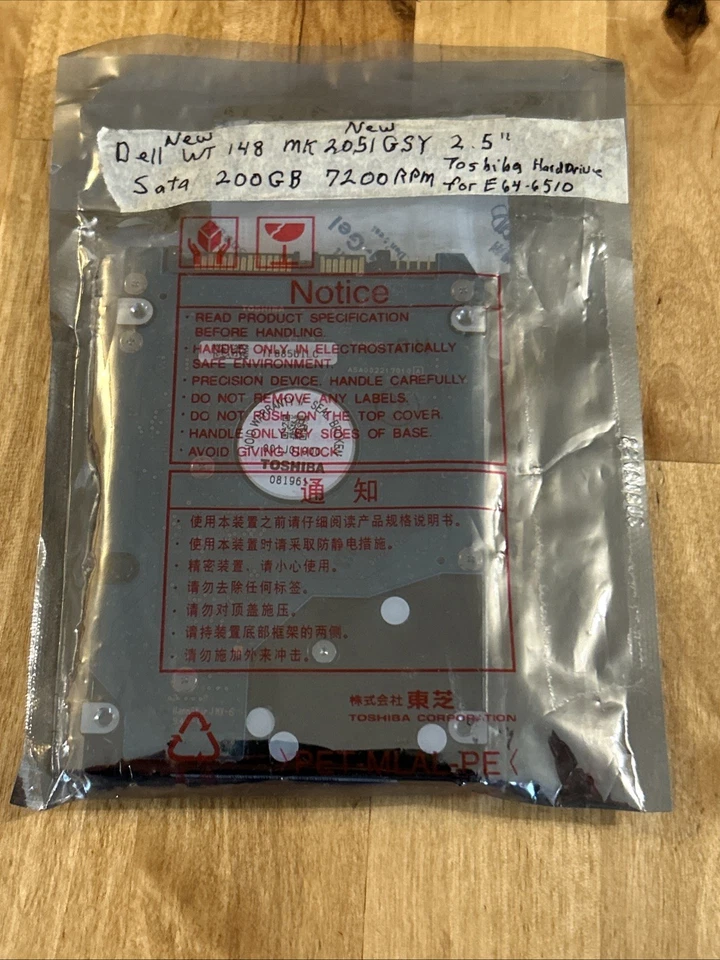 New New
Dell WT148 MK2051GSY 2.5"
Toshiba HardDrive
Sata 200GB 7200RPM for E64-6510
Notice
· READ PRODUCT SPECIFICATION
BEFORE HANDLING.
· HANDLE ONLY IN ELECTROSTATICALLY
SAFE ENVIRONMENT.
· PRECISION DEVICE. HANDLE CAREFULLY
· DO NOT REMOVE ANY LABELS.
· DO NOT PUSH ON THE TOP COVER.
· HANDLE ONLY BY SIDES OF BASE.
· AVOID GIVING SHOCK.
TOSHIBA
通 知
· 使用本装置之前请仔细阅读产品规格说明书。
· 使用本装置时请采取防静电措施。
· 精密装置、请小心使用。
· 请勿去除任何标签。
· 请勿对顶盖施压。
· 请持装置底部框架的两侧。
· 请勿施加外来冲击。
株式会社 東芝
TOSHIBA CORPORATION
>PET-MLAL-PE<